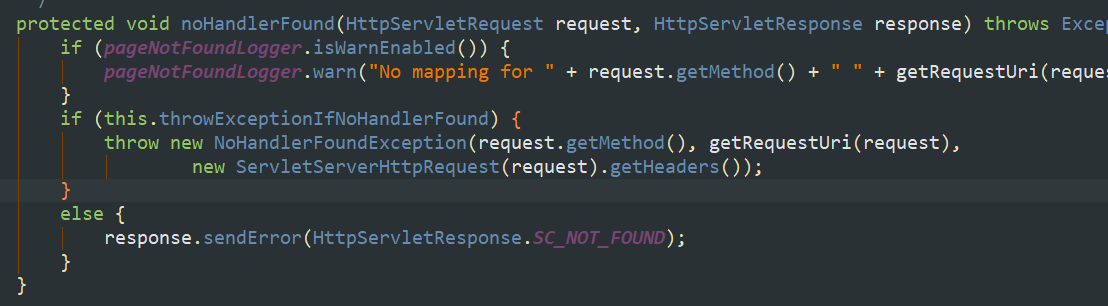 */
protected void noHandlerFound(HttpServletRequest request, HttpServletResponse response) throws
if (pageNotFoundLogger.isWarnEnabled()) {
pageNotFoundLogger.warn("No mapping for " + request.getMethod() + " " + getRequestUri(
}
if (this.throwExceptionIfNoHandlerFound) {
throw new NoHandlerFoundException(request.getMethod(), getRequestUri(request),
new ServletServerHttpRequest(request).getHeaders());
}
else {
response.sendError(HttpServletResponse.SC_NOT_FOUND);
}
}